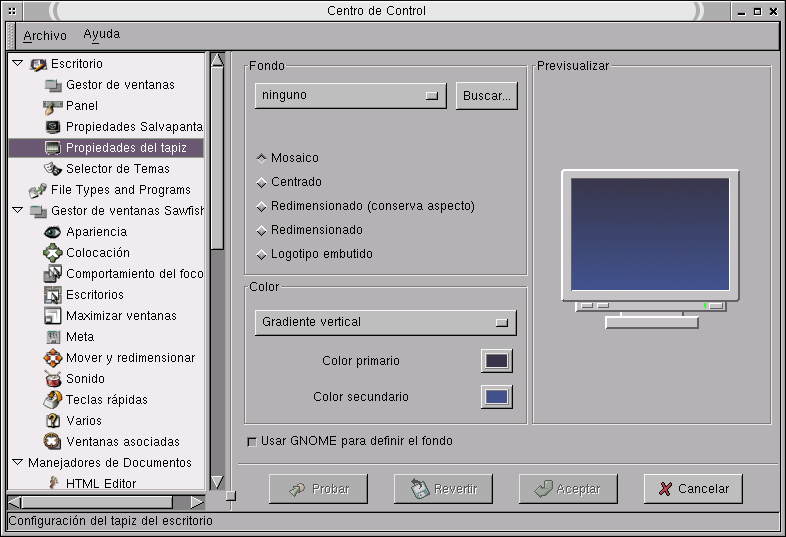 Centro de Control
Archivo Ayuda
Escritorio
Gestor de ventanas
Panel
Propiedades Salvapanta
Propiedades del tapiz
Selector de Temas
File Types and Programs
Gestor de ventanas Sawfish
Apariencia
Colocación
Comportamiento del foco
Escritorios
Maximizar ventanas
Meta
Mover y redimensionar
Sonido
Teclas rápidas
Varios
Ventanas asociadas
Manejadores de Documentos
HTML Editor
Fondo
ninguno
Buscar...
Mosaico
Centrado
Redimensionado (conserva aspecto)
Redimensionado
Logotipo embutido
Color
Gradiente vertical
Color primario
Color secundario
Previsualizar
Usar GNOME para definir el fondo
Probar Revertir Aceptar Cancelar
Configuración del tapiz del escritorio